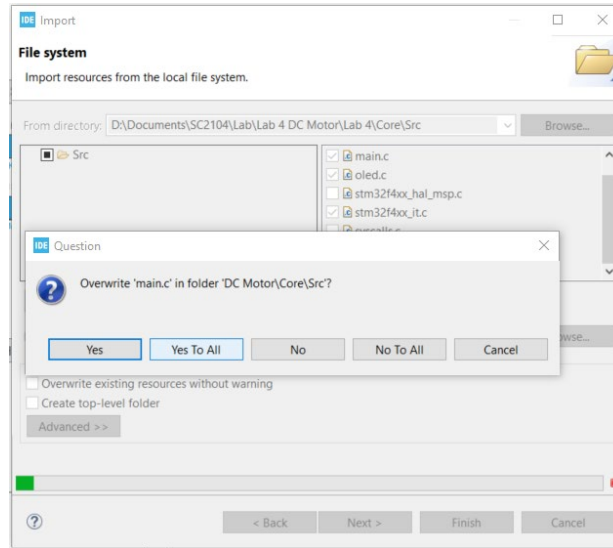 IDE Import
File system
Import resources from the local file system.
From directory: D:\Documents\SC2104\Lab\Lab 4 DC Motor\Lab 4\Core\Src
Browse...
Src
main.c
oled.c
stm32f4xx_hal_msp.c
stm32f4xx_it.c
IDE Question
Overwrite 'main.c' in folder 'DC Motor\Core\Src'?
Yes Yes To All No No To All Cancel
Overwrite existing resources without warning
Create top-level folder
Advanced >>
< Back Next > Finish Cancel